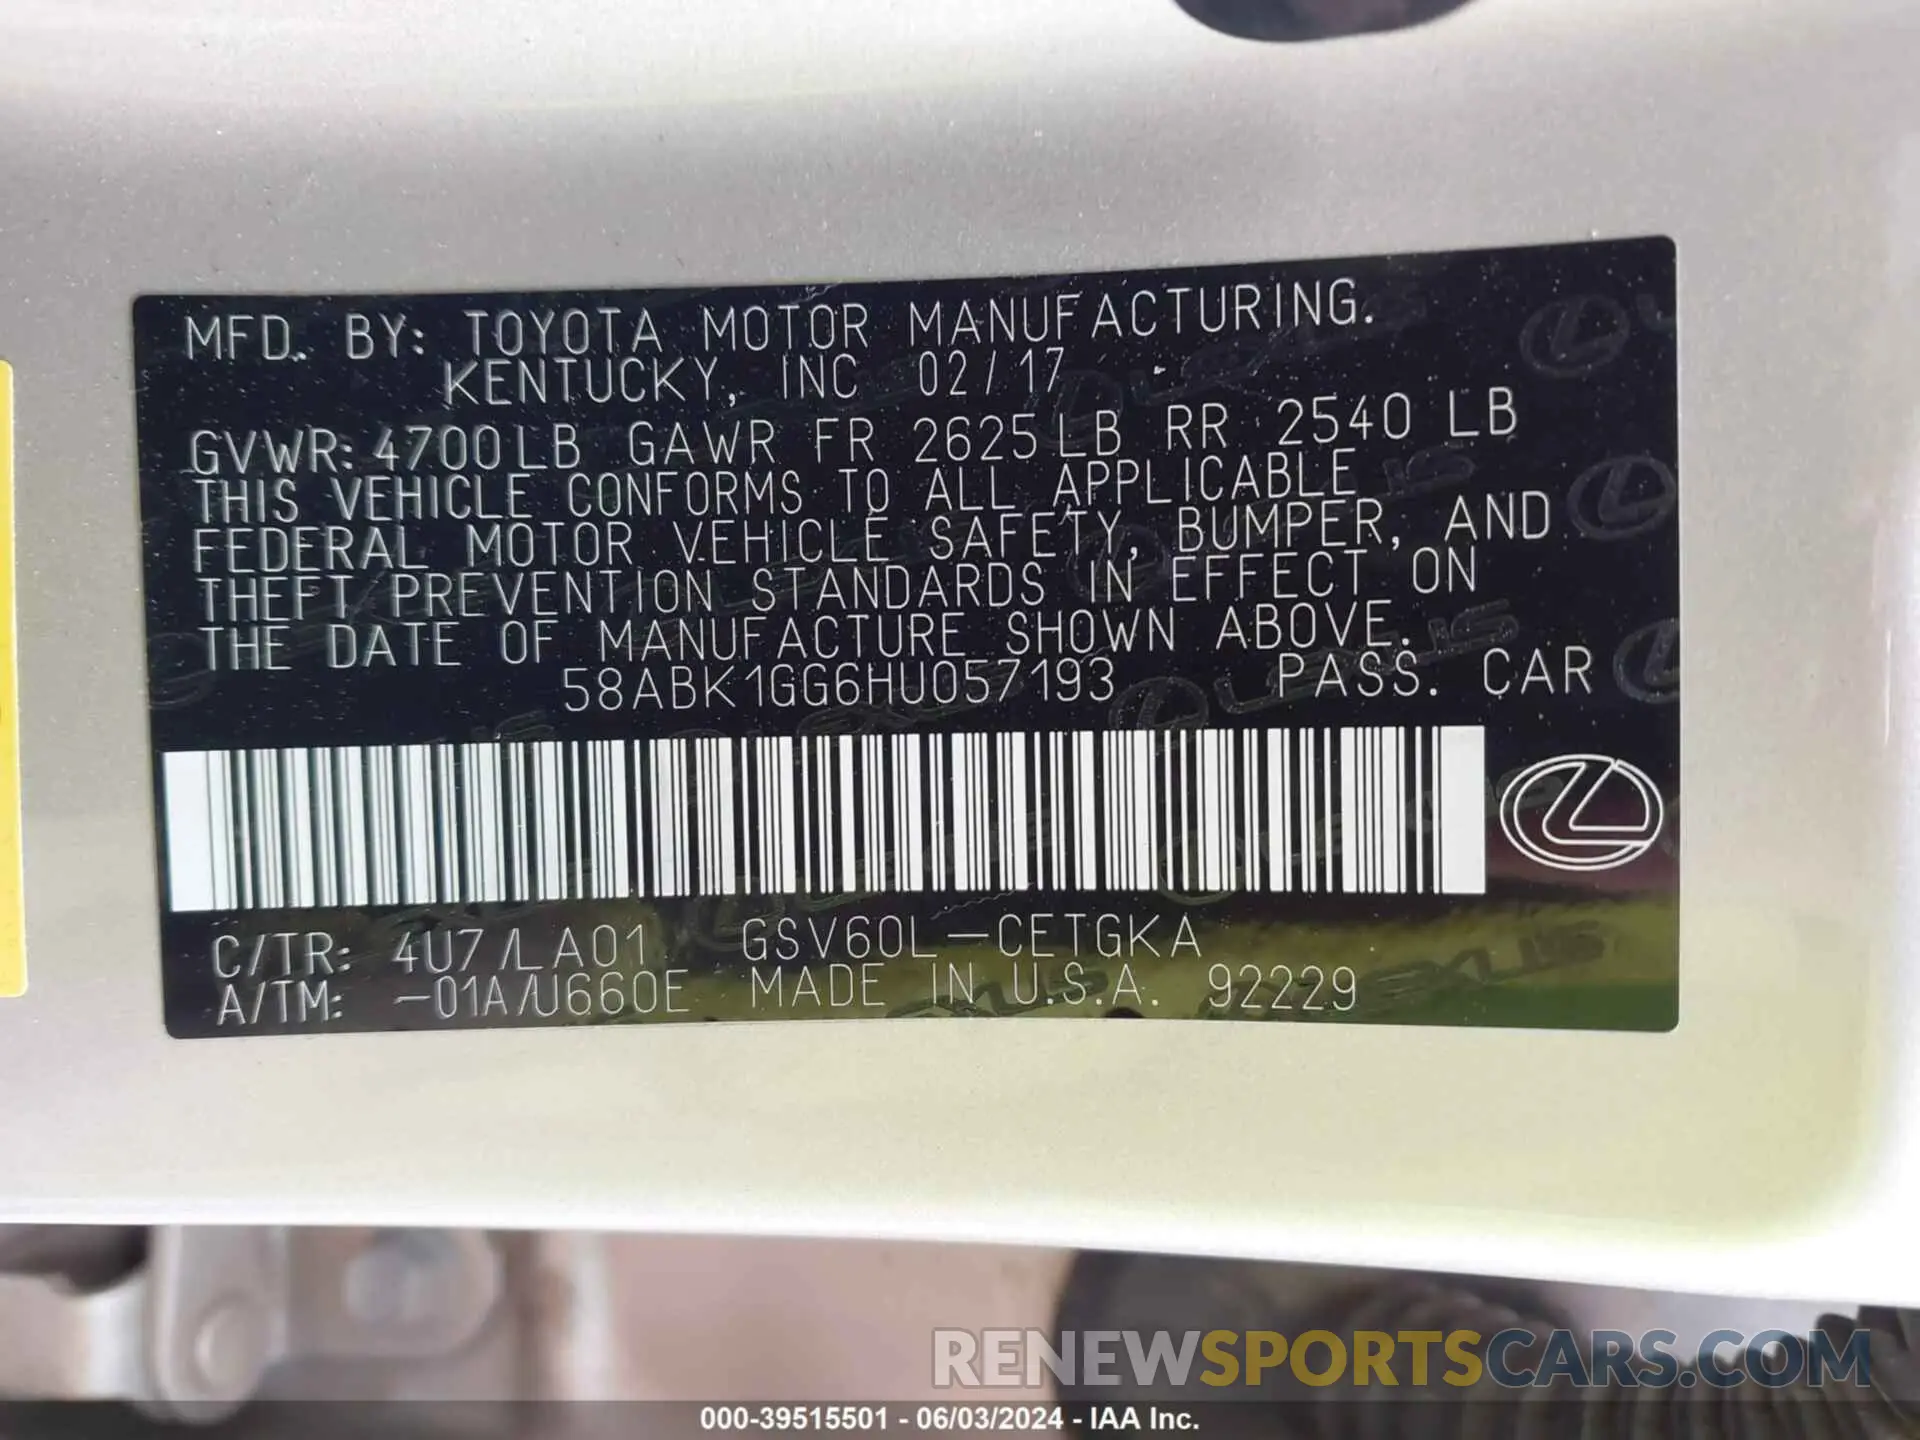 MFD. BY: TOYOTA MOTOR MANUFACTURING.
KENTUCKY, INC 02/17
GVWR: 4700LB GAWR FR 2625LB RR 2540 LB
THIS VEHICLE CONFORMS TO ALL APPLICABLE
FEDERAL MOTOR VEHICLE SAFETY, BUMPER, AND
THEFT PREVENTION STANDARDS IN EFFECT ON
THE DATE OF MANUFACTURE SHOWN ABOVE.
58ABK1GG6HU057193 PASS. CAR
C/TR: 4U7/LA01 GSV60L-CETGKA
A/TM: -01A/U660E MADE IN U.S.A. 92229
RENEWSPORTSCARS.COM
000-39515501 - 06/03/2024 - IAA Inc.